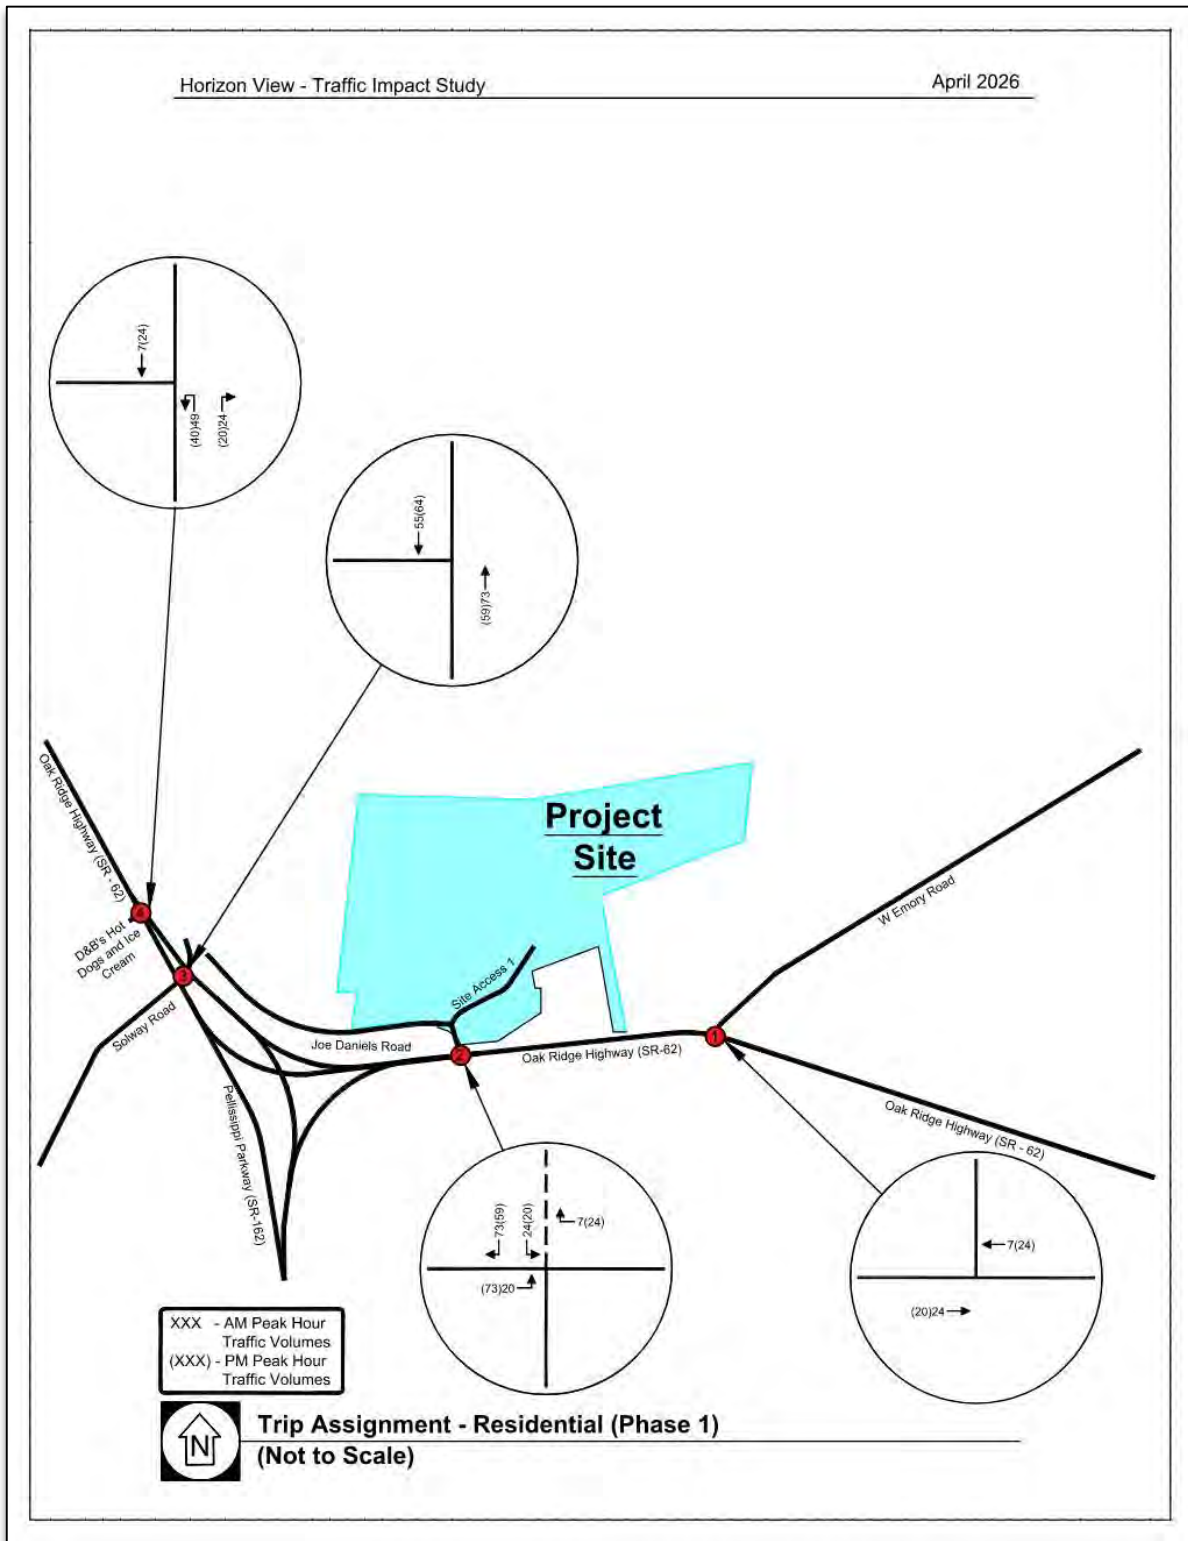 Horizon View - Traffic Impact Study
April 2026
7(24)
(40)49
(20)24
55(64)
(59)73
Oak Ridge Highway (SR - 62)
Project
Site
W Emory Road
4
D&B's Hot
Dogs and Ice
Cream
3
Site Access 1
Solway Road
Joe Daniels Road
2
Oak Ridge Highway (SR-62)
1
Pellissippi Parkway (SR-162)
Oak Ridge Highway (SR - 62)
73(59)
24(20)
7(24)
(73)20
7(24)
(20)24
XXX - AM Peak Hour
Traffic Volumes
(XXX) - PM Peak Hour
Traffic Volumes
N
Trip Assignment - Residential (Phase 1)
(Not to Scale)